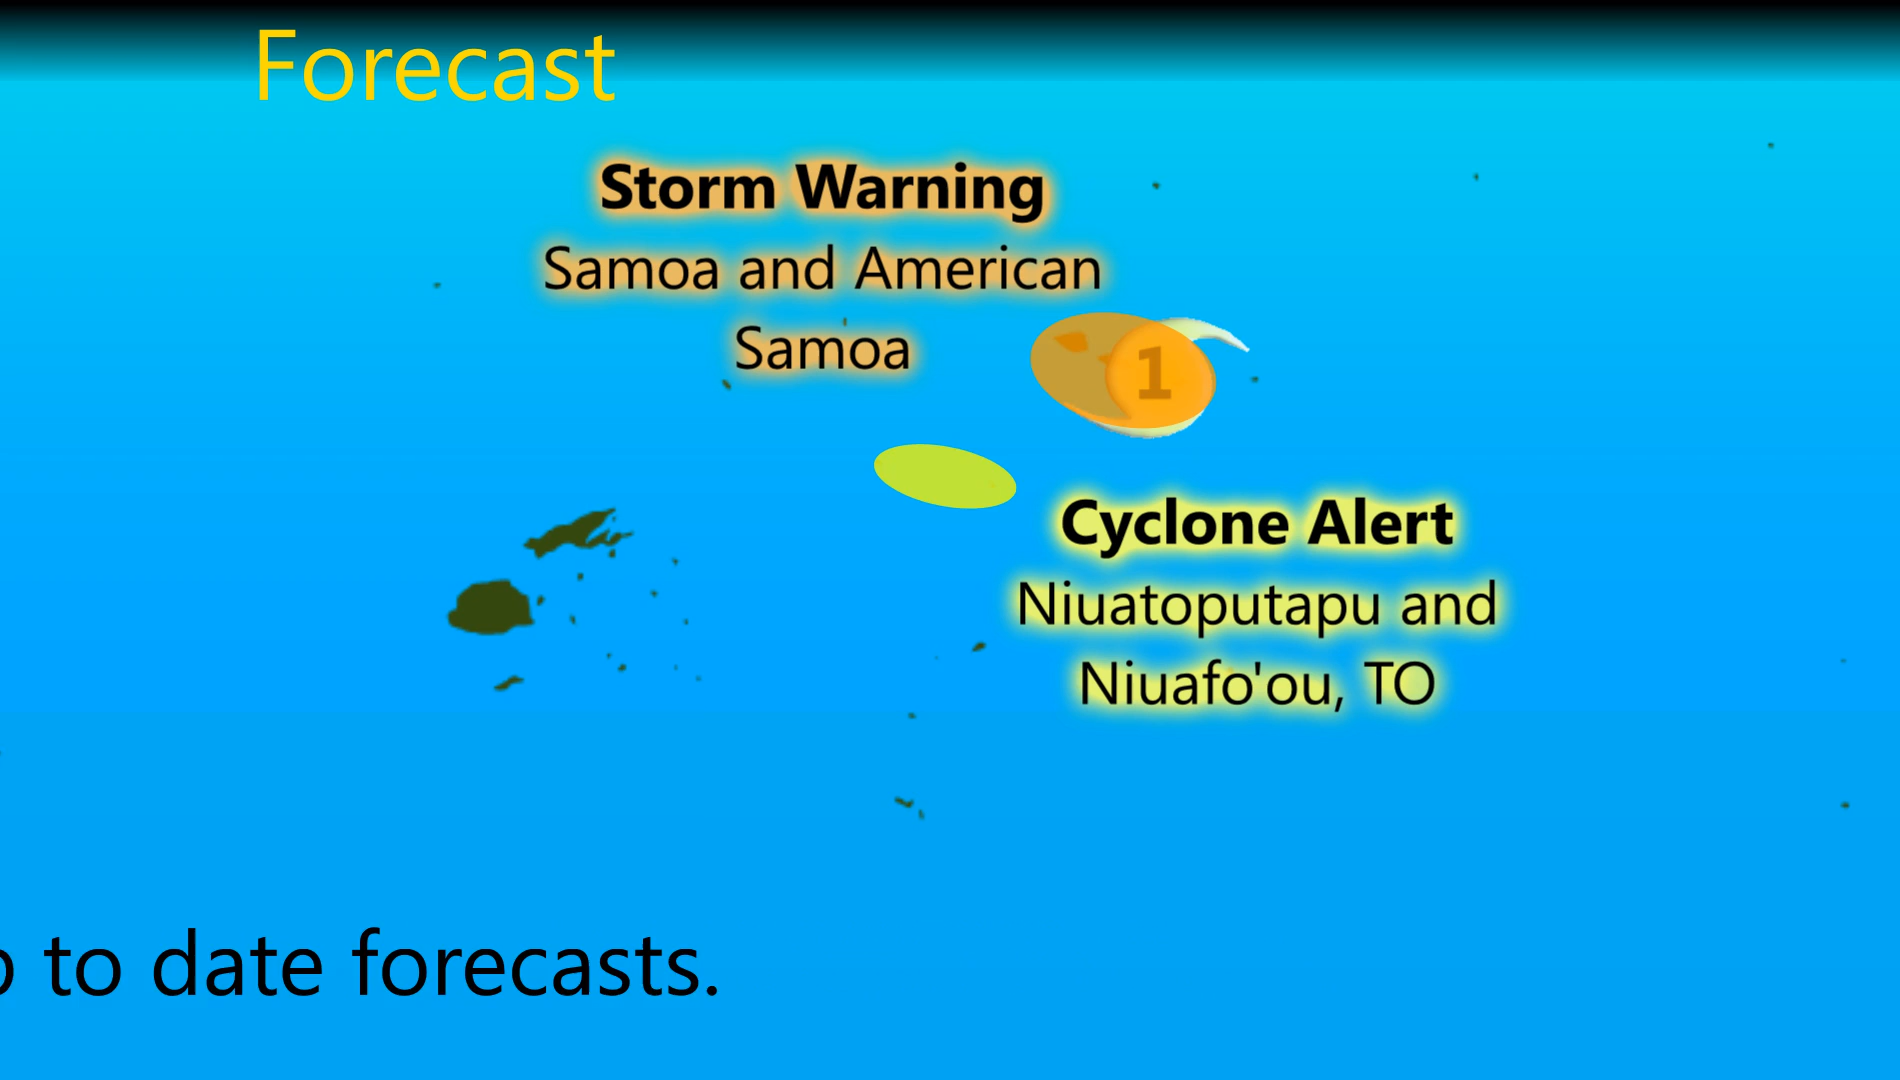 Forecast
Storm Warning
Samoa and American
Samoa
1
Cyclone Alert
Niuatoputapu and
Niuafo'ou, TO
to date forecasts.